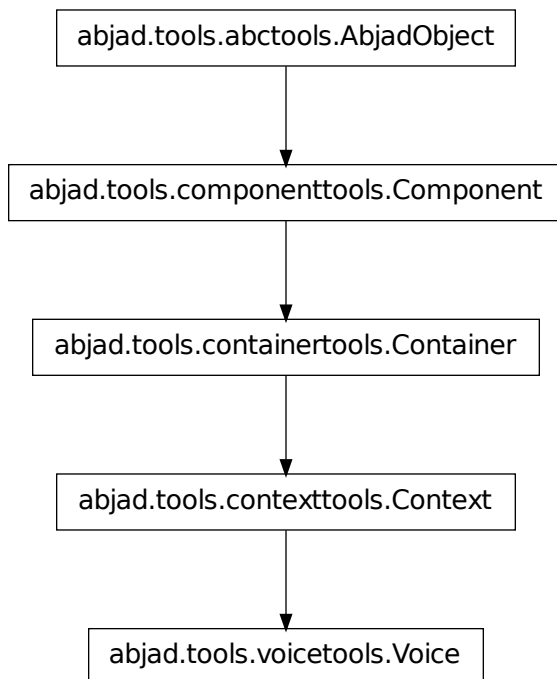 abjad.tools.abctools.AbjadObject
abjad.tools.componenttools.Component
abjad.tools.containertools.Container
abjad.tools.contexttools.Context
abjad.tools.voicetools.Voice